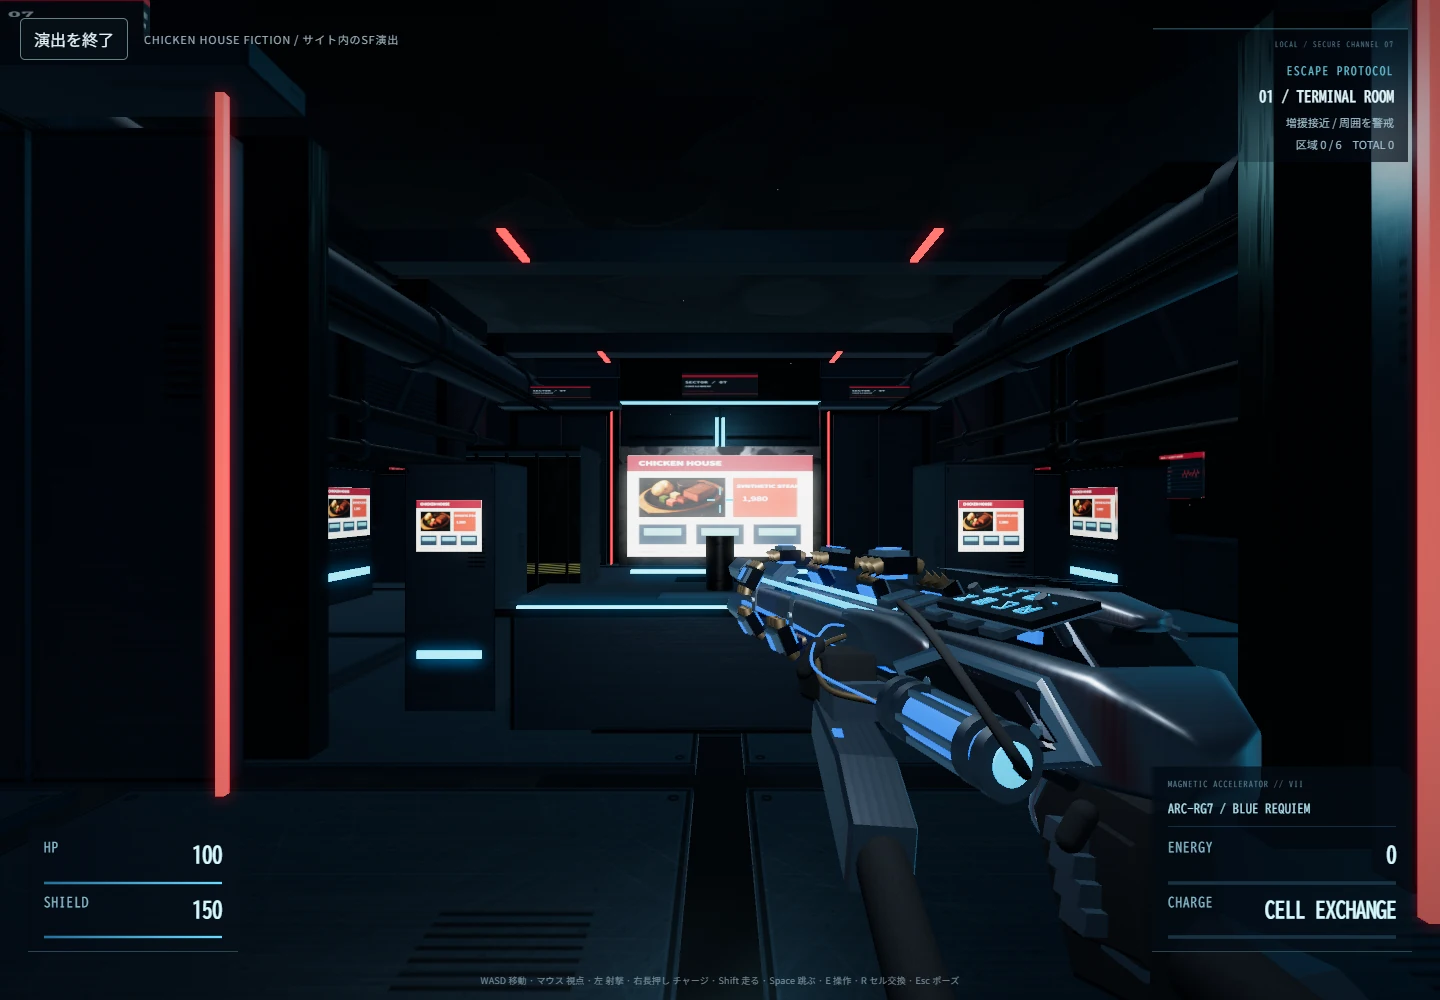 07
演出を終了
CHICKEN HOUSE FICTION / サイト内のSF演出
LOCAL / SECURE CHANNEL 07
ESCAPE PROTOCOL
01 / TERMINAL ROOM
増援接近 / 周囲を警戒
区域 0 / 6 TOTAL 0
SECTOR / 07
CHICKEN HOUSE
1,980
HP
100
SHIELD
150
MAGNETIC ACCELERATOR // VII
ARC-RG7 / BLUE REQUIEM
ENERGY
0
CHARGE
CELL EXCHANGE
WASD 移動 · マウス 視点 · 左 射撃 · 右長押し チャージ · Shift 走る · Space 跳ぶ · E 操作 · R セル交換 · Esc ポーズ